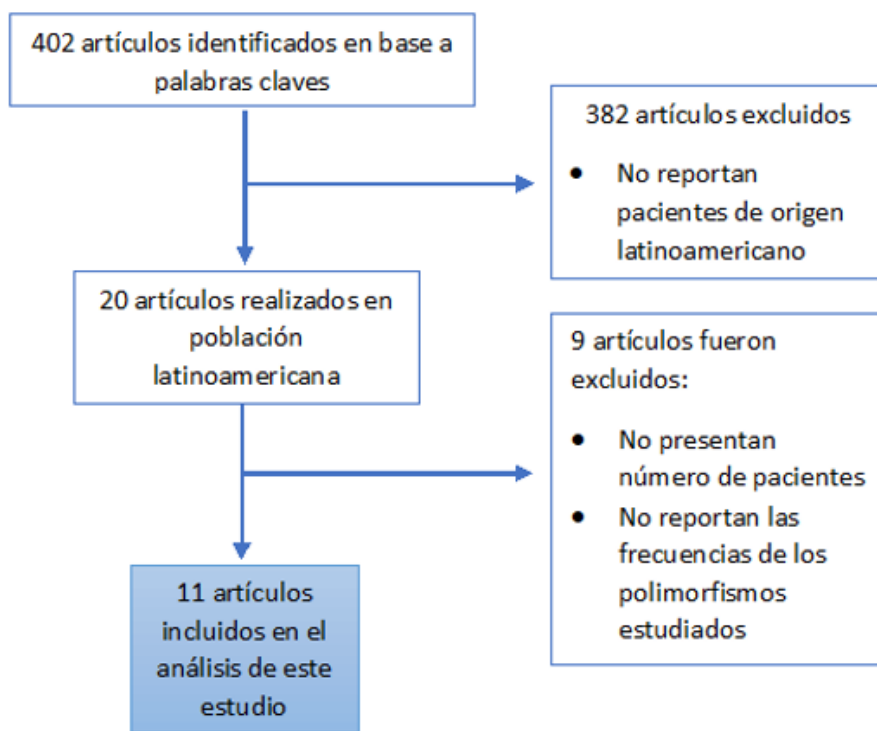 402 artículos identificados en base a
palabras claves
382 artículos excluidos
• No reportan
pacientes de origen
latinoamericano
20 artículos realizados en
población
latinoamericana
9 artículos fueron
excluidos:
• No presentan
número de pacientes
• No reportan las
frecuencias de los
polimorfismos
estudiados
11 artículos
incluidos en el
análisis de este
estudio